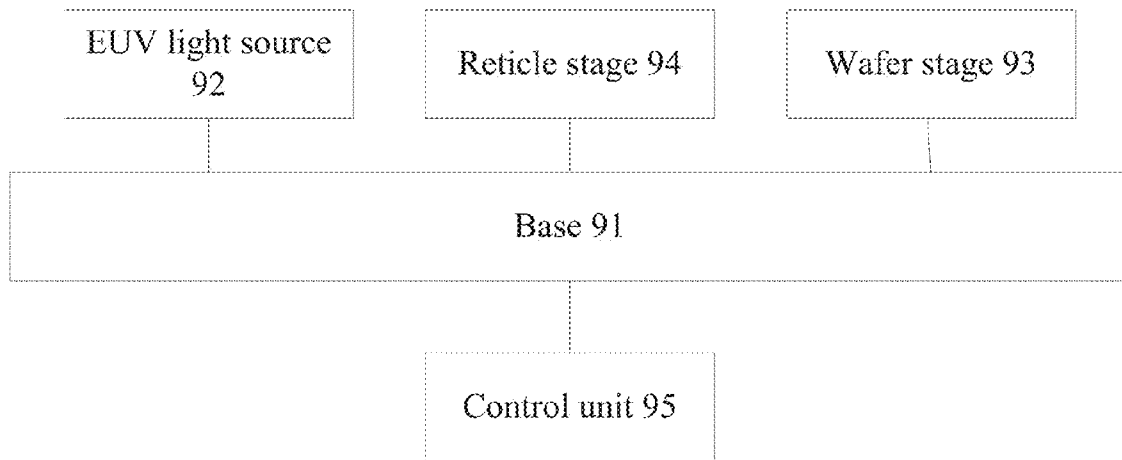 EUV light source
92
Reticle stage 94
Wafer stage 93
Base 91
Control unit 95